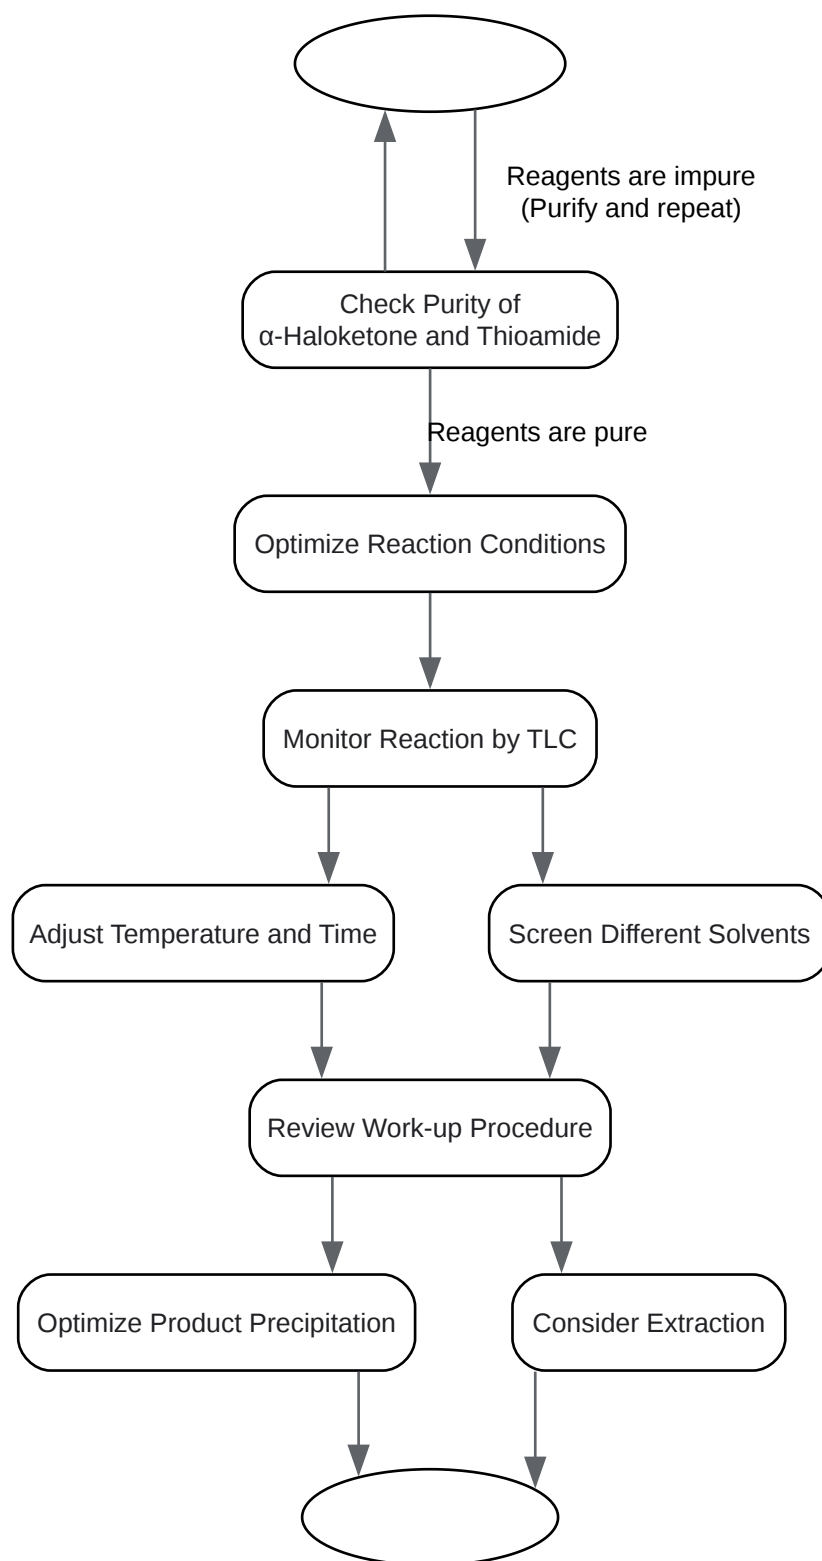 Reagents are impure
(Purify and repeat)
Check Purity of
α-Haloketone and Thioamide
Reagents are pure
Optimize Reaction Conditions
Monitor Reaction by TLC
Adjust Temperature and Time
Screen Different Solvents
Review Work-up Procedure
Optimize Product Precipitation
Consider Extraction